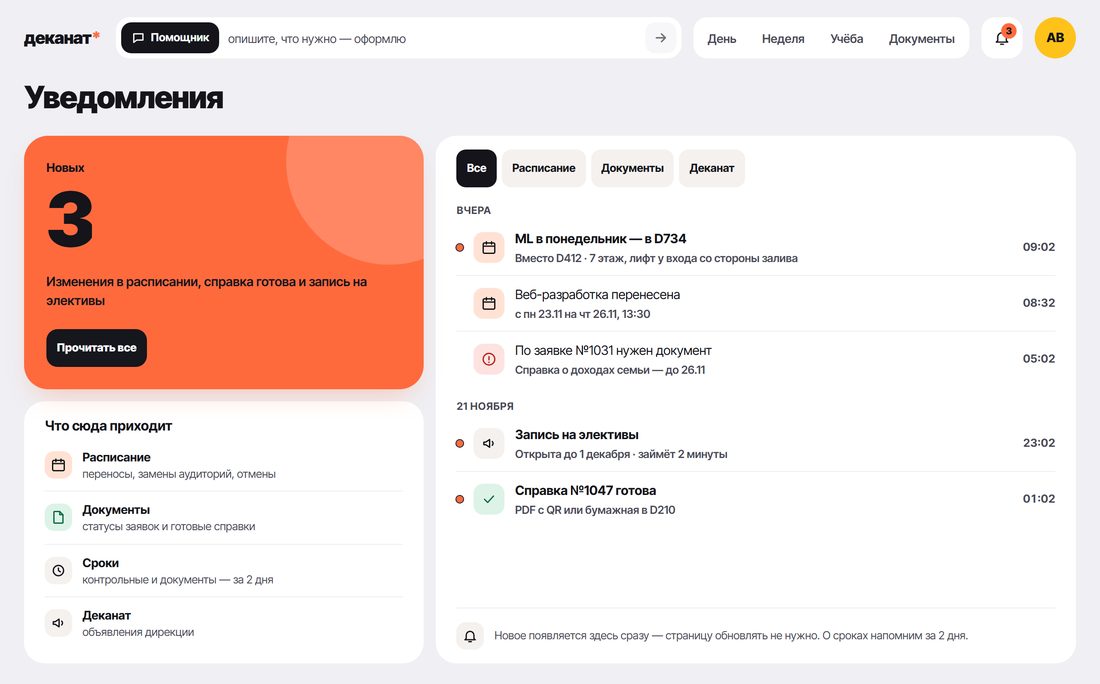 деканат*
Помощник
опишите, что нужно — оформлю
День
Неделя
Учёба
Документы
3
АВ
Уведомления
Новых
3
Изменения в расписании, справка готова и запись на
элективы
Прочитать все
Что сюда приходит
Расписание
переносы, замены аудиторий, отмены
Документы
статусы заявок и готовые справки
Сроки
контрольные и документы — за 2 дня
Деканат
объявления дирекции
Все
Расписание
Документы
Деканат
ВЧЕРА
ML в понедельник — в D734
Вместо D412 · 7 этаж, лифт у входа со стороны залива
09:02
Веб-разработка перенесена
с пн 23.11 на чт 26.11, 13:30
08:32
По заявке №1031 нужен документ
Справка о доходах семьи — до 26.11
05:02
21 НОЯБРЯ
Запись на элективы
Открыта до 1 декабря · займёт 2 минуты
23:02
Справка №1047 готова
PDF с QR или бумажная в D210
01:02
Новое появляется здесь сразу — страницу обновлять не нужно. О сроках напомним за 2 дня.